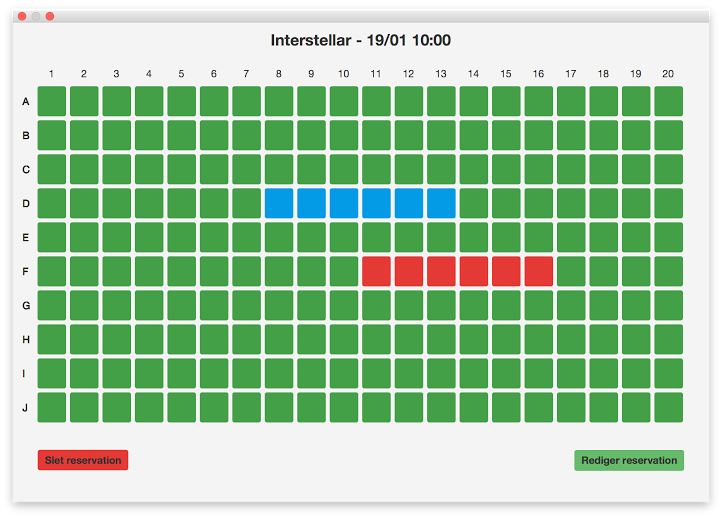 Interstellar - 19/01 10:00
1 2 3 4 5 6 7 8 9 10 11 12 13 14 15 16 17 18 19 20
A
B
C
D
E
F
G
H
I
J
Slet reservation Rediger reservation